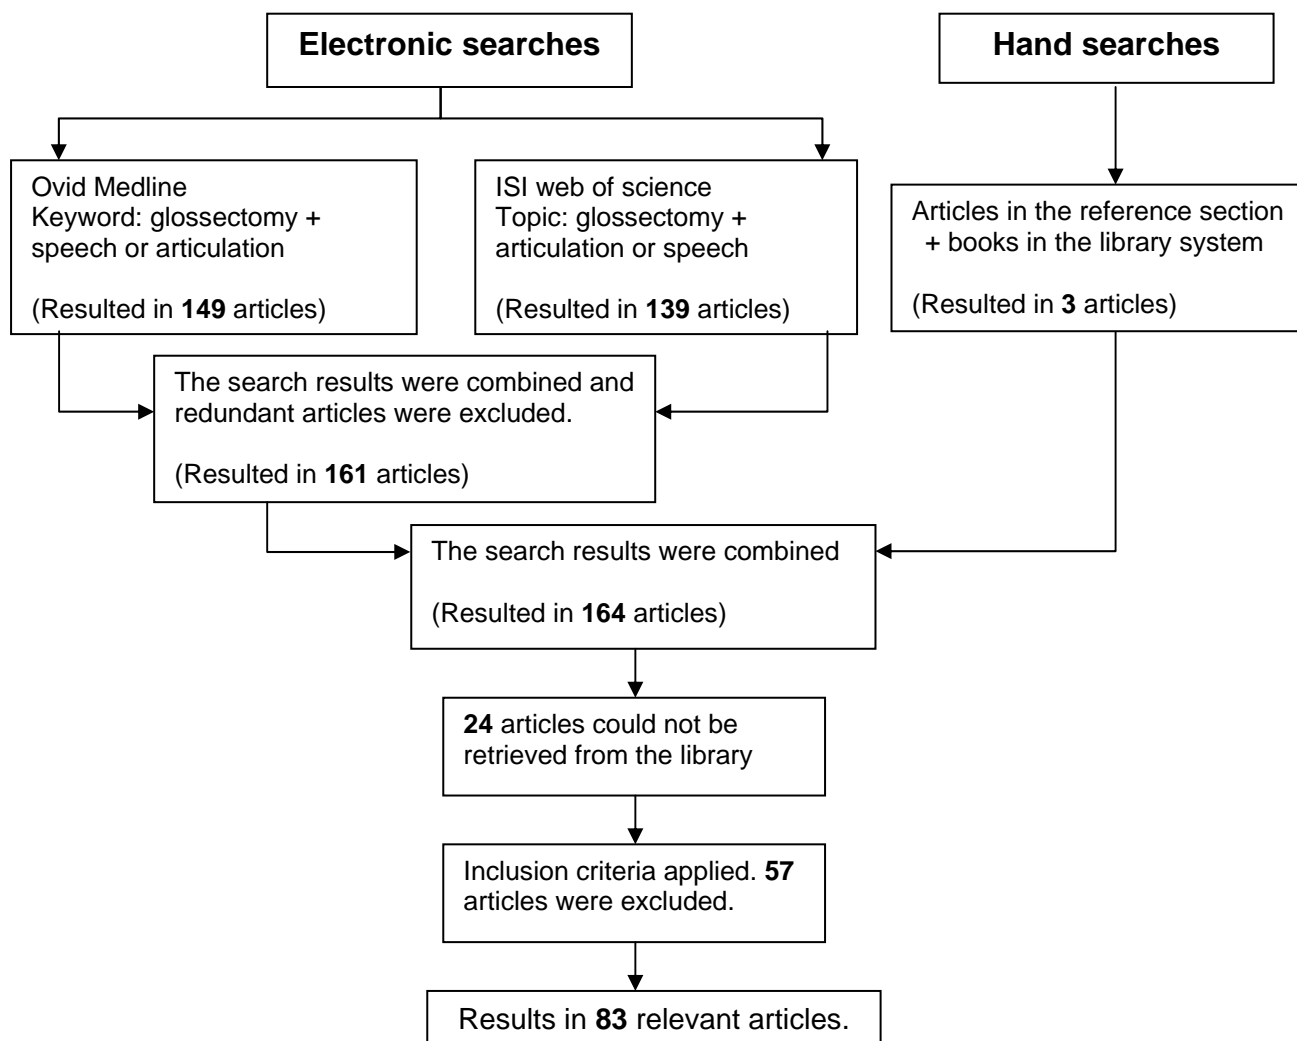 Electronic searches
Hand searches
Ovid Medline
Keyword: glossectomy +
speech or articulation
(Resulted in 149 articles)
ISI web of science
Topic: glossectomy +
articulation or speech
(Resulted in 139 articles)
Articles in the reference section
+ books in the library system
(Resulted in 3 articles)
The search results were combined and
redundant articles were excluded.
(Resulted in 161 articles)
The search results were combined
(Resulted in 164 articles)
24 articles could not be
retrieved from the library
Inclusion criteria applied. 57
articles were excluded.
Results in 83 relevant articles.